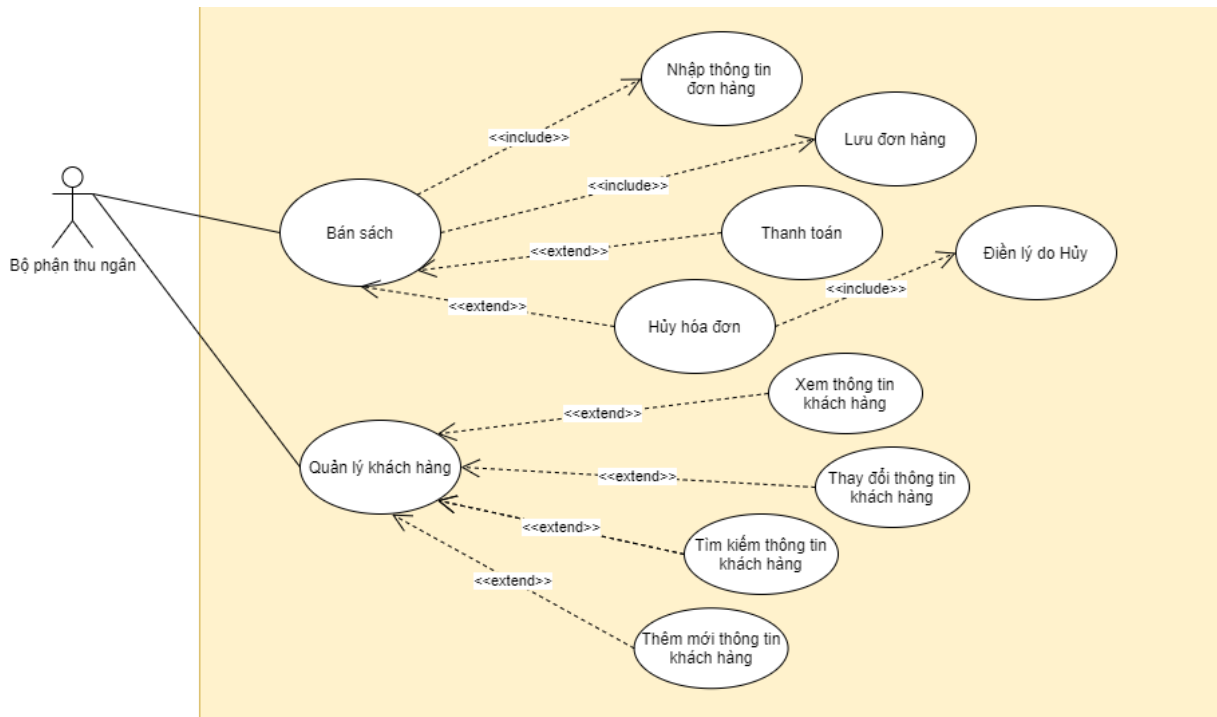 Nhập thông tin
đơn hàng
<<include>>
Lưu đơn hàng
<<include>>
Bộ phận thu ngân
Bán sách
Thanh toán
<<extend>>
Điền lý do Hủy
<<include>>
<<extend>>
Hủy hóa đơn
Xem thông tin
khách hàng
<<extend>>
Quản lý khách hàng
<<extend>>
Thay đổi thông tin
khách hàng
<<extend>>
Tìm kiếm thông tin
khách hàng
<<extend>>
Thêm mới thông tin
khách hàng